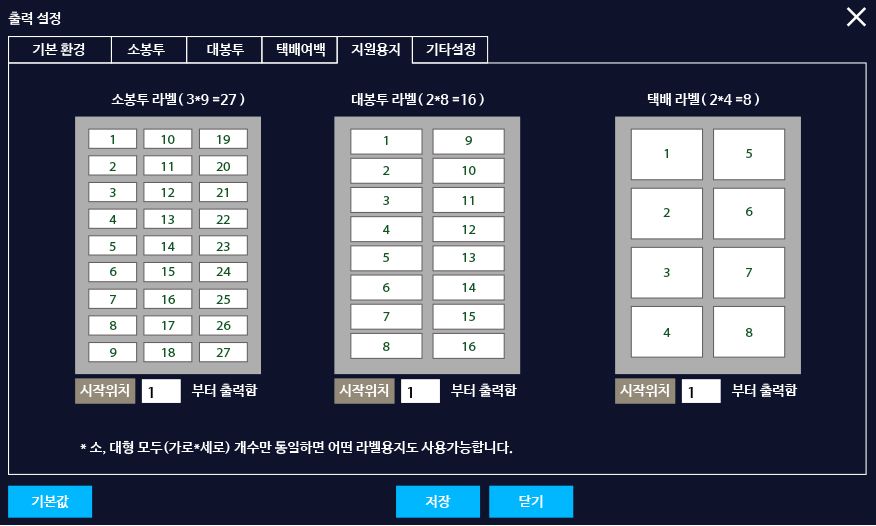 출력 설정
기본 환경 소봉투 대봉투 택배여백 지원용지 기타설정
소봉투 라벨( 3*9 =27 ) 대봉투 라벨( 2*8 =16 ) 택배 라벨( 2*4 =8 )
1 10 19
2 11 20
3 12 21
4 13 22
5 14 23
6 15 24
7 16 25
8 17 26
9 18 27
1 9
2 10
3 11
4 12
5 13
6 14
7 15
8 16
1 5
2 6
3 7
4 8
시작위치 1 부터 출력함 시작위치 1 부터 출력함 시작위치 1 부터 출력함
* 소, 대형 모두(가로*세로) 개수만 통일하면 어떤 라벨용지도 사용가능합니다.
기본값 저장 닫기